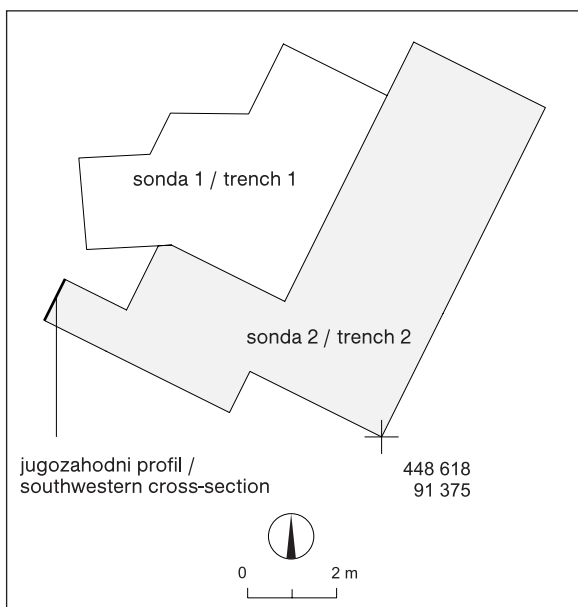 sonda 1 / trench 1
sonda 2 / trench 2
jugozahodni profil /
southwestern cross-section
448 618
91 375
0 2 m